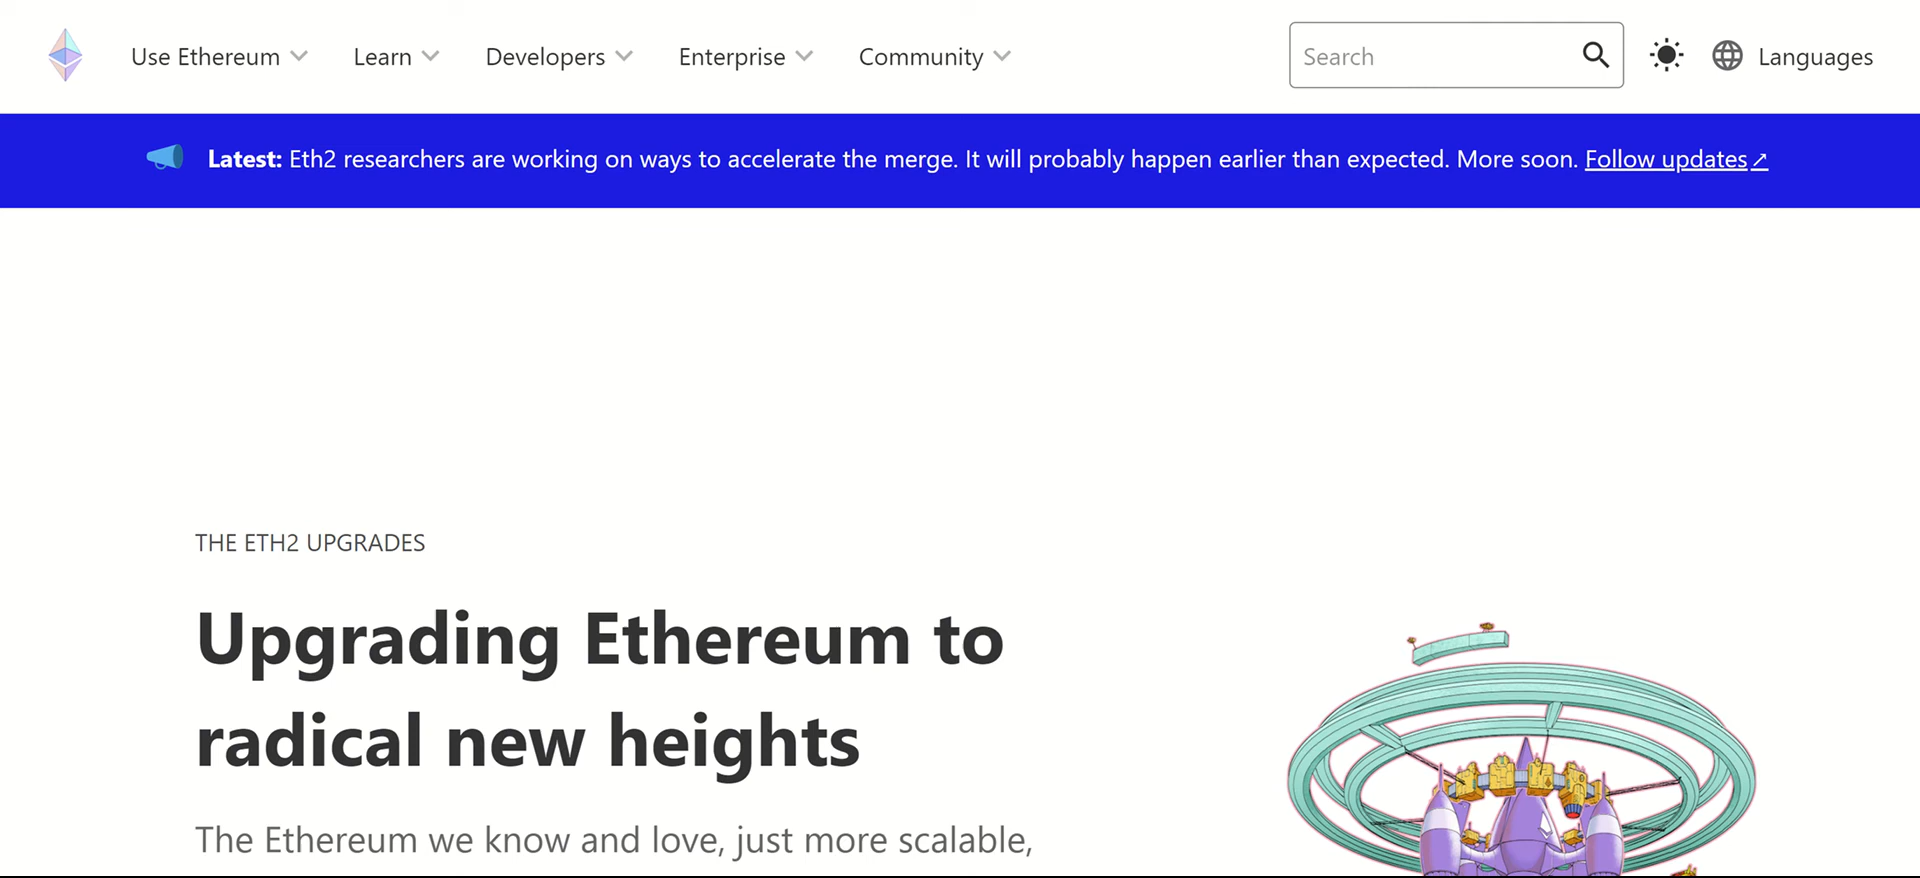 Use Ethereum Learn Developers Enterprise Community Search Languages
Latest: Eth2 researchers are working on ways to accelerate the merge. It will probably happen earlier than expected. More soon. Follow updates↗
THE ETH2 UPGRADES
Upgrading Ethereum to
radical new heights
The Ethereum we know and love, just more scalable,